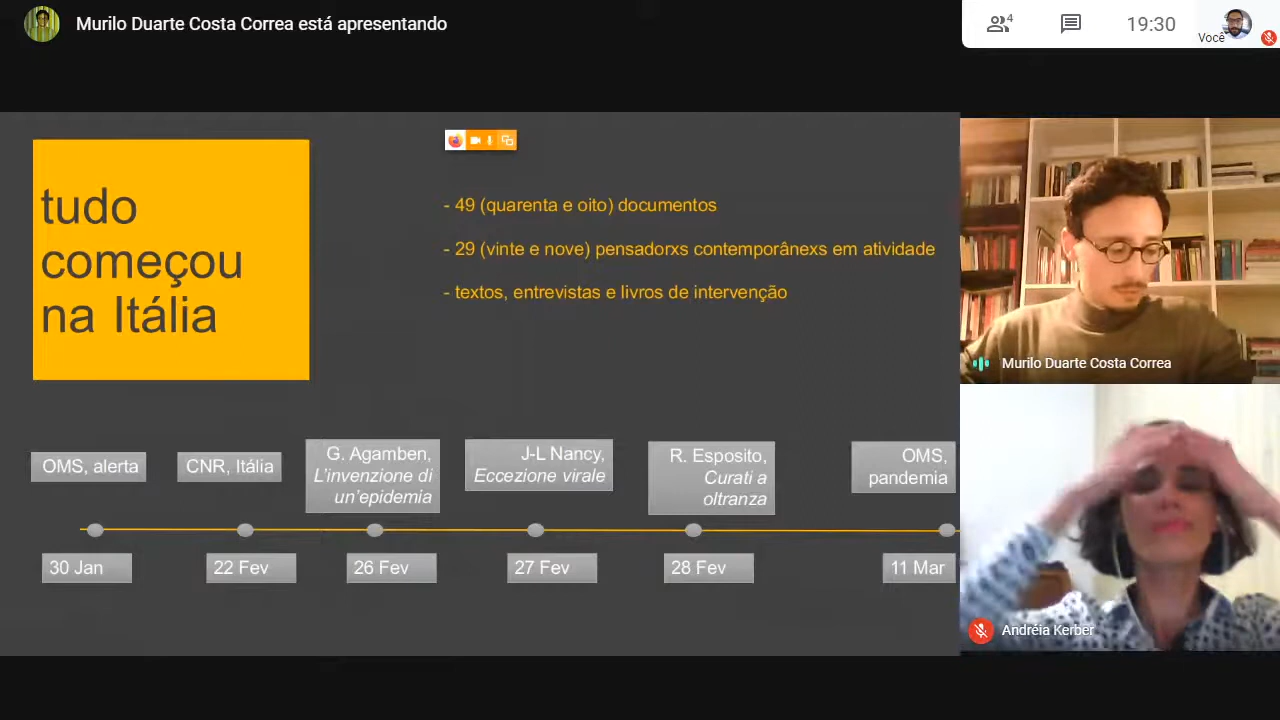 Murilo Duarte Costa Correa está apresentando
4
19:30
Você
tudo
começou
na Itália
- 49 (quarenta e oito) documentos
- 29 (vinte e nove) pensadorxs contemporânexs em atividade
- textos, entrevistas e livros de intervenção
Murilo Duarte Costa Correa
OMS, alerta
CNR, Itália
G. Agamben,
L'invenzione di
un'epidemia
J-L Nancy,
Eccezione virale
R. Esposito,
Curati a
oltranza
OMS,
pandemia
30 Jan
22 Fev
26 Fev
27 Fev
28 Fev
11 Mar
Andréia Kerber